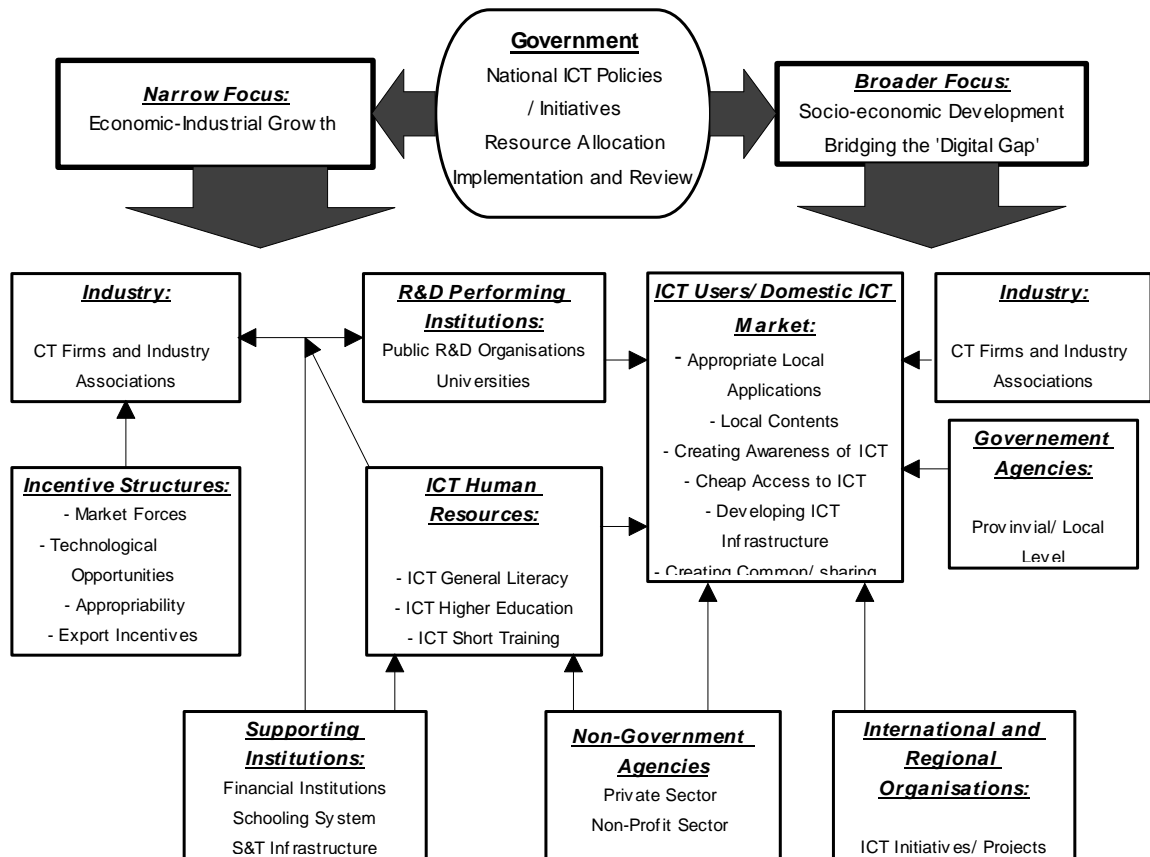 Government
National ICT Policies
/ Initiatives
Resource Allocation
Implementation and Review
Narrow Focus:
Economic-Industrial Growth
Broader Focus:
Socio-economic Development
Bridging the 'Digital Gap'
Industry:
CT Firms and Industry
Associations
R&D Performing
Institutions:
Public R&D Organisations
Universities
ICT Users/ Domestic ICT
Market:
- Appropriate Local
Applications
- Local Contents
- Creating Awareness of ICT
- Cheap Access to ICT
- Developing ICT
Infrastructure
- Creating Common/ sharing
Industry:
CT Firms and Industry
Associations
Governement
Agencies:
Provinvial/ Local
Level
Incentive Structures:
- Market Forces
- Technological
Opportunities
- Appropriability
- Export Incentives
ICT Human
Resources:
- ICT General Literacy
- ICT Higher Education
- ICT Short Training
Supporting
Institutions:
Financial Institutions
Schooling System
S&T Infrastructure
Non-Government
Agencies
Private Sector
Non-Profit Sector
International and
Regional
Organisations:
ICT Initiatives/ Projects